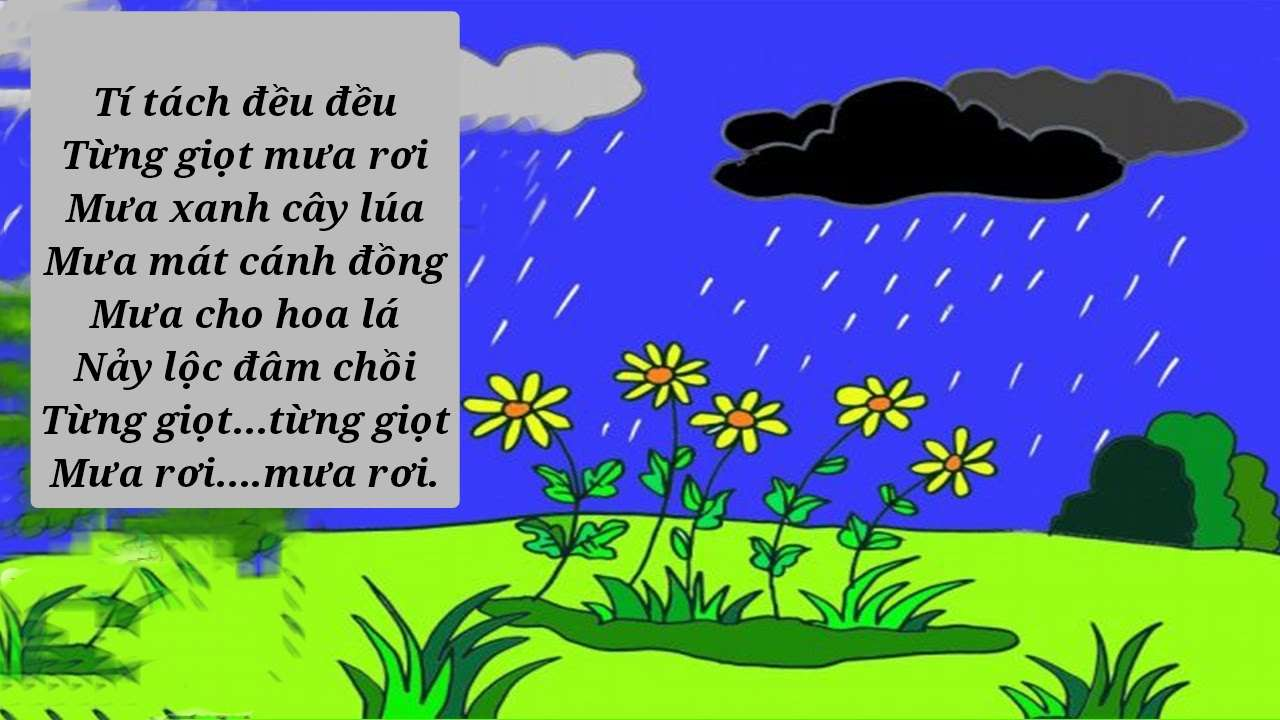 Tí tách đều đều
Từng giọt mưa rơi
Mưa xanh cây lúa
Mưa mát cánh đồng
Mưa cho hoa lá
Nảy lộc đâm chồi
Từng giọt...từng giọt
Mưa rơi....mưa rơi.